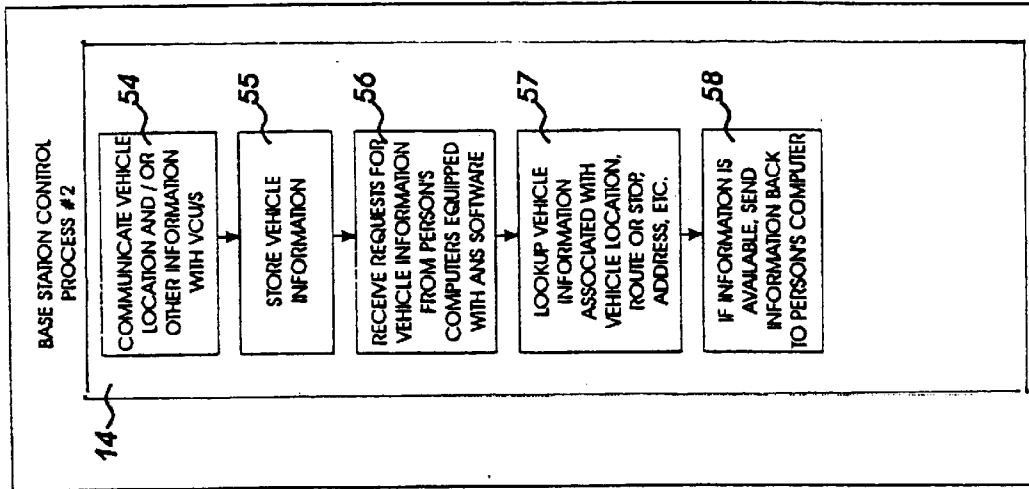 BASE STATION CONTROL
PROCESS #2
14
54
COMMUNICATE VEHICLE
LOCATION AND / OR
OTHER INFORMATION
WITH VCU/S
55
STORE VEHICLE
INFORMATION
56
RECEIVE REQUESTS FOR
VEHICLE INFORMATION
FROM PERSON'S
COMPUTERS EQUIPPED
WITH ANS SOFTWARE
57
LOOKUP VEHICLE
INFORMATION
ASSOCIATED WITH
VEHICLE LOCATION,
ROUTE OR STOP,
ADDRESS, ETC.
58
IF INFORMATION IS
AVAILABLE, SEND
INFORMATION BACK
TO PERSON'S COMPUTER